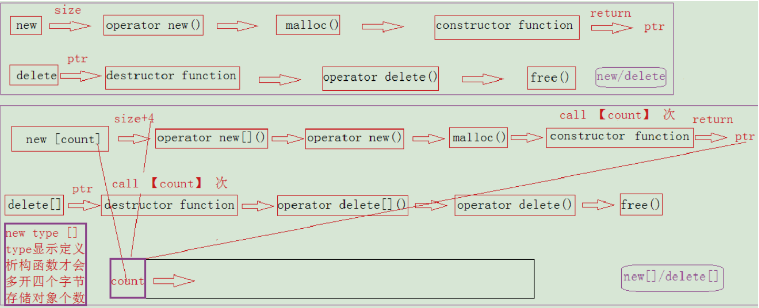 size
return
new operator new() malloc() constructor function ptr
ptr
delete destructor function operator delete() free() new/delete
call 【count】 次
size+4 return
new [count] operator new[]() operator new() malloc() constructor function ptr
call 【count】 次
ptr
delete[] destructor function operator delete[]() operator delete() free()
new type []
type显示定义
析构函数才会
多开四个字节
存储对象个数
count
new[]/delete[]